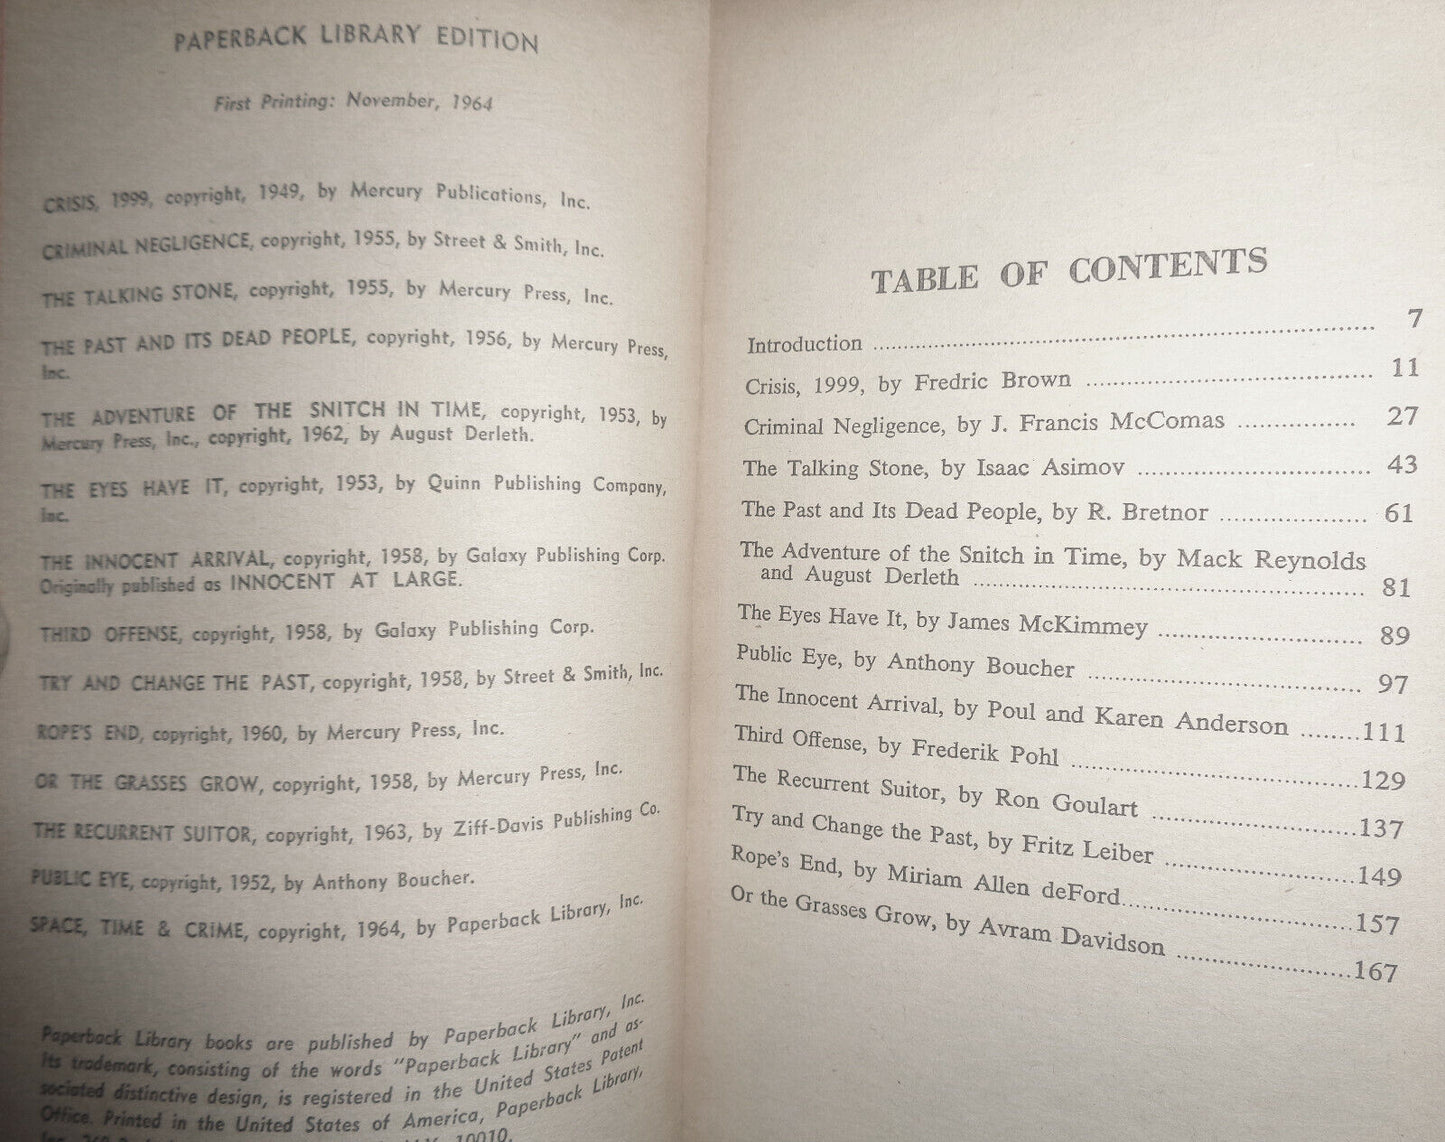 PAPERBACK LIBRARY EDITION
First Printing: November, 1964
CRISIS, 1999, copyright, 1949, by Mercury Publications, Inc.
CRIMINAL NEGLIGENCE, copyright, 1955, by Street & Smith, Inc.
THE TALKING STONE, copyright, 1955, by Mercury Press, Inc.
THE PAST AND ITS DEAD PEOPLE, copyright, 1956, by Mercury Press,
Inc.
THE ADVENTURE OF THE SNITCH IN TIME, copyright, 1953, by
Mercury Press, Inc., copyright, 1962, by August Derleth.
THE EYES HAVE IT, copyright, 1953, by Quinn Publishing Company,
Inc.
THE INNOCENT ARRIVAL, copyright, 1958, by Galaxy Publishing Corp.
Originally published as INNOCENT AT LARGE.
THIRD OFFENSE, copyright, 1958, by Galaxy Publishing Corp.
TRY AND CHANGE THE PAST, copyright, 1958, by Street & Smith, Inc.
ROPE'S END, copyright, 1960, by Mercury Press, Inc.
OR THE GRASSES GROW, copyright, 1958, by Mercury Press, Inc.
THE RECURRENT SUITOR, copyright, 1963, by Ziff-Davis Publishing Co.
PUBLIC EYE, copyright, 1952, by Anthony Boucher.
SPACE, TIME & CRIME, copyright, 1964, by Paperback Library, Inc.
Paperback Library books are published by Paperback Library, Inc.
Its trademark, consisting of the words "Paperback Library" and as-
sociated distinctive design, is registered in the United States Patent
Office. Printed in the United States of America, Paperback Library,
Inc. 10010.
TABLE OF CONTENTS
Introduction 7
Crisis, 1999, by Fredric Brown 11
Criminal Negligence, by J. Francis McComas 27
The Talking Stone, by Isaac Asimov 43
The Past and Its Dead People, by R. Bretnor 61
The Adventure of the Snitch in Time, by Mack Reynolds
and August Derleth 81
The Eyes Have It, by James McKimmey 89
Public Eye, by Anthony Boucher 97
The Innocent Arrival, by Poul and Karen Anderson 111
Third Offense, by Frederik Pohl 129
The Recurrent Suitor, by Ron Goulart 137
Try and Change the Past, by Fritz Leiber 149
Rope's End, by Miriam Allen deFord 157
Or the Grasses Grow, by Avram Davidson 167